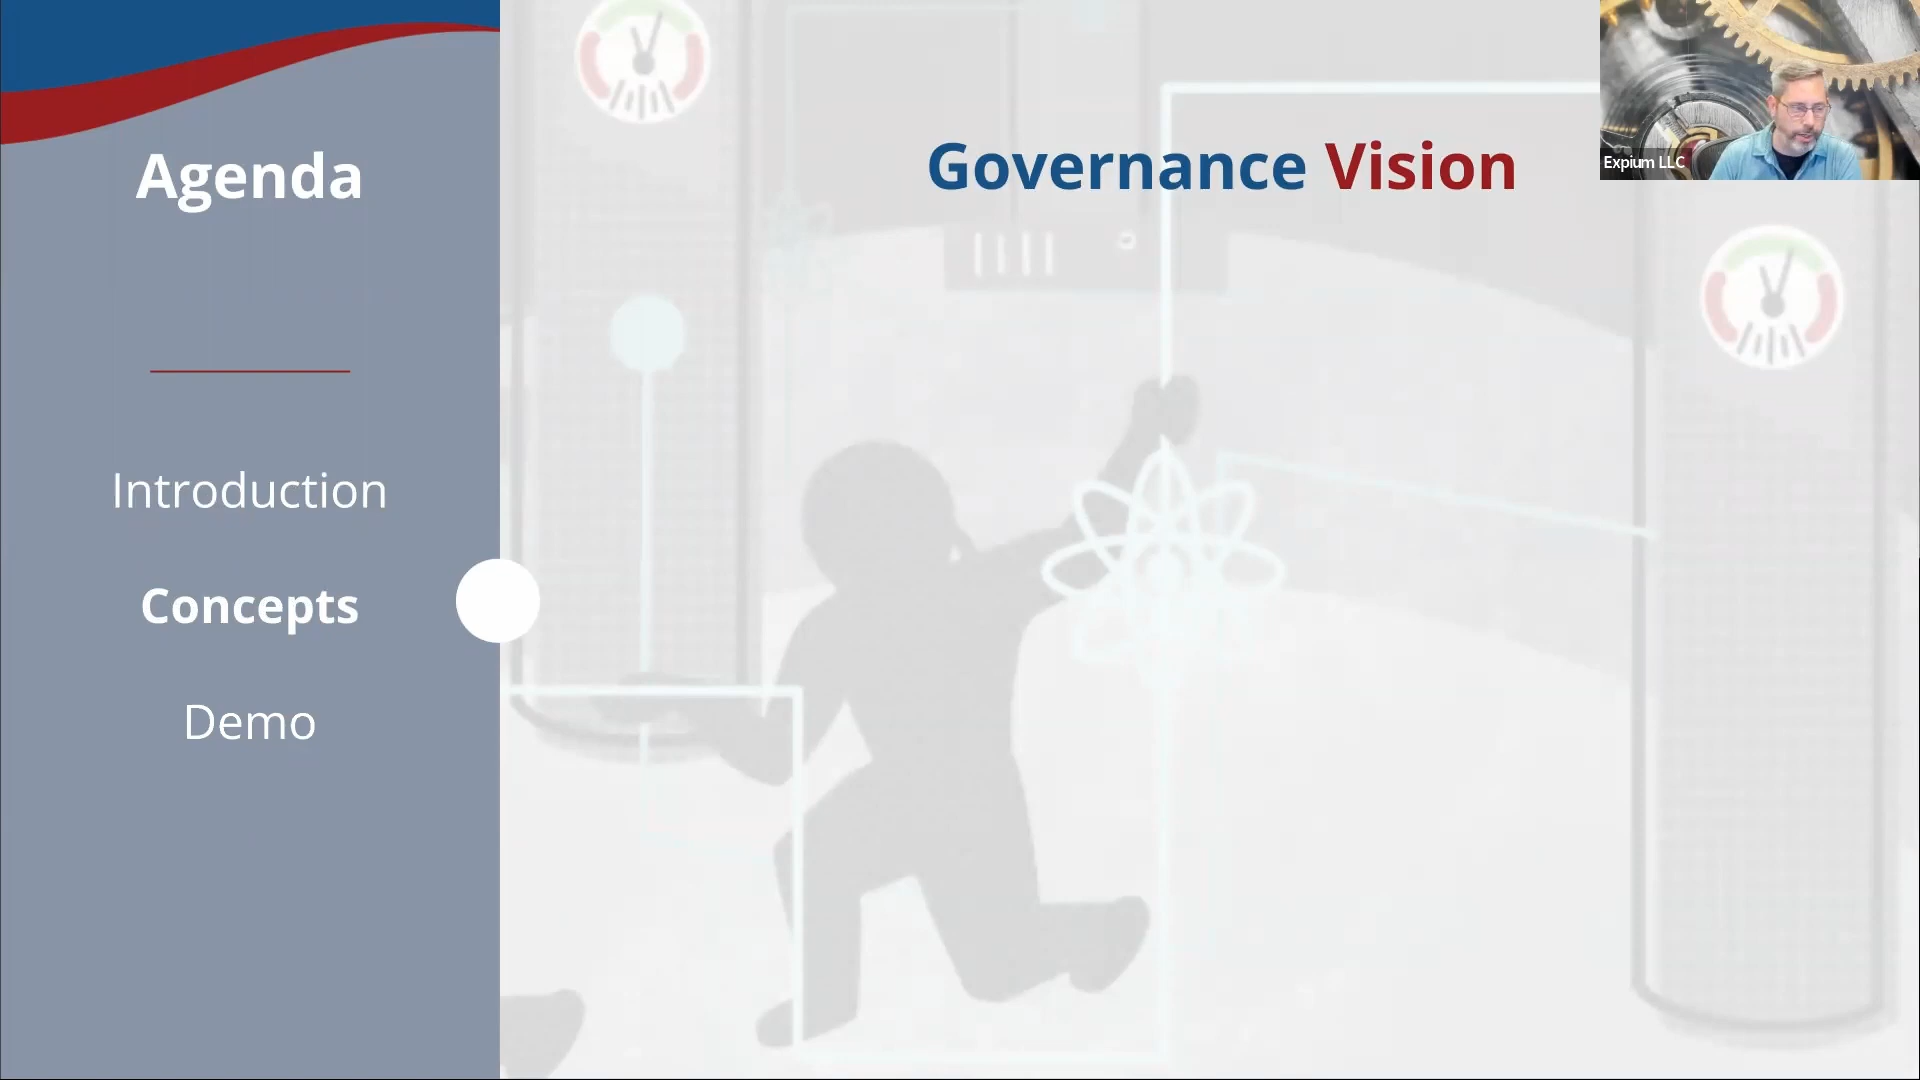 Agenda
Introduction
Concepts
Demo
Governance Vision
Expium LLC